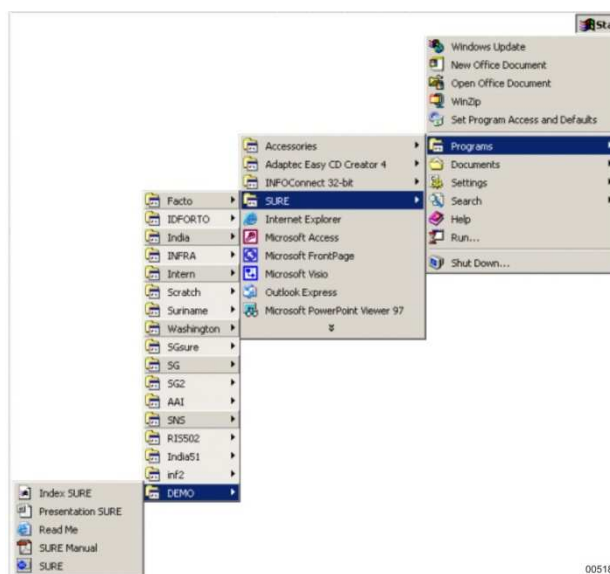 Sta
Windows Update
New Office Document
Open Office Document
WinZip
Set Program Access and Defaults
Programs
Documents
Settings
Search
Help
Run...
Shut Down...
Accessories
Adaptec Easy CD Creator 4
INFOConnect 32-bit
SURE
Internet Explorer
Microsoft Access
Microsoft FrontPage
Microsoft Visio
Outlook Express
Microsoft PowerPoint Viewer 97
Facto
IDFORTO
India
INFRA
Intern
Scratch
Suriname
Washington
SGsure
SG
SG2
AAI
SNS
RIS502
India51
inf2
DEMO
Index SURE
Presentation SURE
Read Me
SURE Manual
SURE
00518